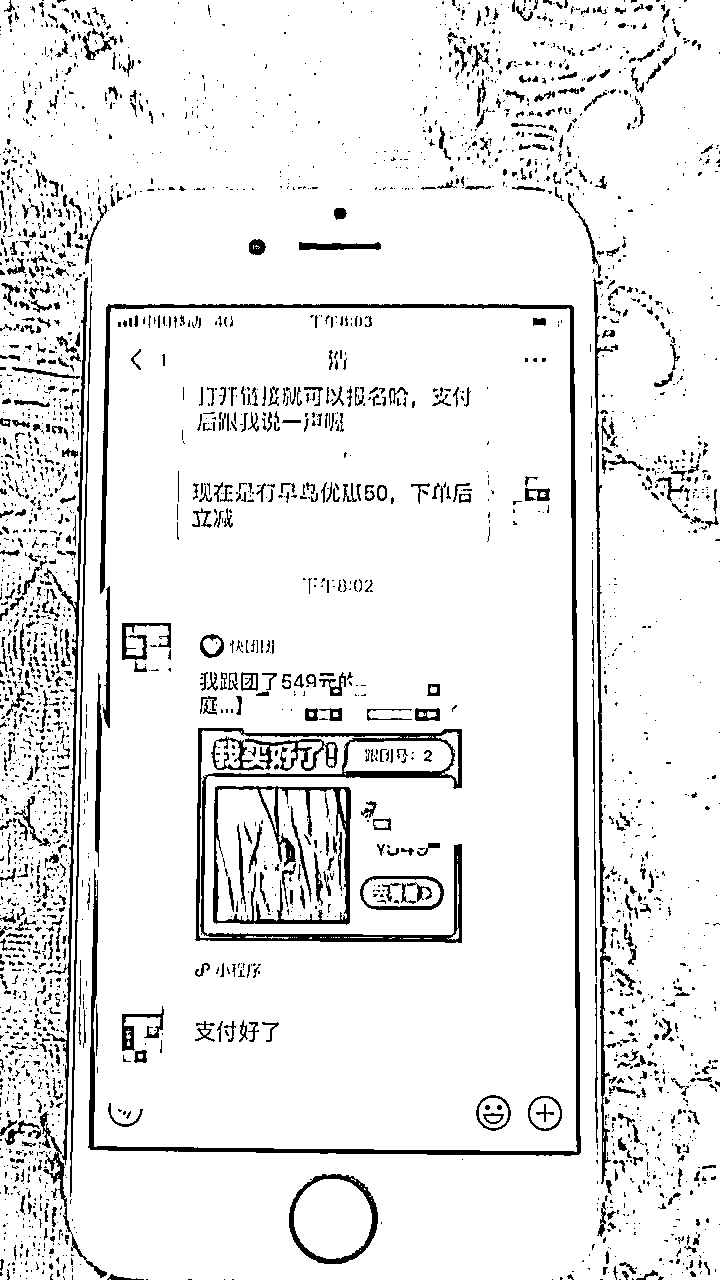 中国移动 4G 下午8:03
1
打开链接就可以报名哈，支付
后跟我说一声喔
现在是有早鸟优惠50，下单后
立减
下午8:02
快团团
我跟团了549元的
庭...】
我买好了! 跟团号: 2
¥549
小程序
支付好了